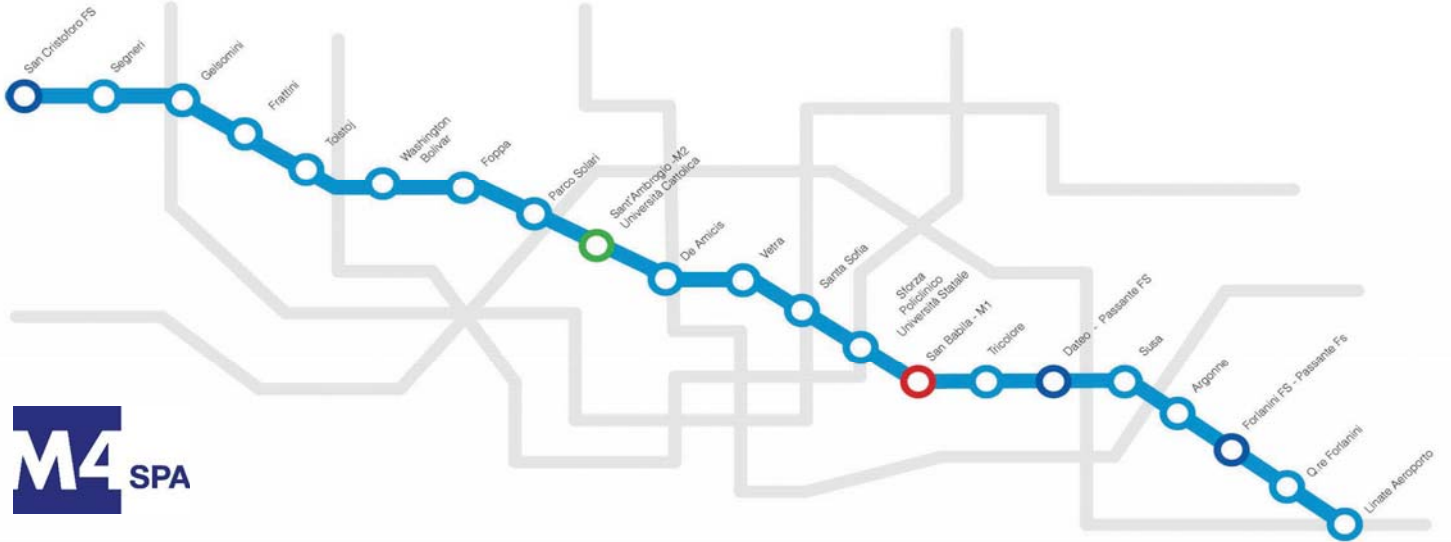 San Cristoforo FS
Segneri
Gelsomini
Frattini
Tolstoj
Washington
Bolivar
Foppa
Parco Solari
Sant'Ambrogio -M2
Università Cattolica
De Amicis
Vetra
Santa Sofia
Sforza
Policlinico
Università Statale
San Babila - M1
Tricolore
Dateo - Passante FS
Susa
Argonne
Forlanini FS - Passante Fs
Q.re Forlanini
Linate Aeroporto
M4 SPA